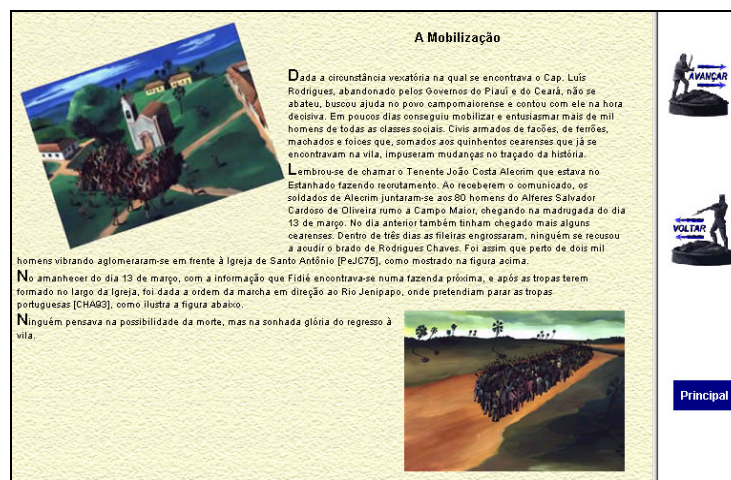 A Mobilização
Dada a circunstância vexatória na qual se encontrava o Cap. Luís
Rodrigues, abandonado pelos Governos do Piauí e do Ceará, não se
abateu, buscou ajuda no povo campomaiorense e contou com ele na hora
decisiva. Em poucos dias conseguiu mobilizar e entusiasmar mais de mil
homens de todas as classes sociais. Civis armados de facões, de ferrões,
machados e foices que, somados aos quinhentos cearenses que já se
encontravam na vila, impuseram mudanças no traçado da história.
Lembrou-se de chamar o Tenente João Costa Alecrim que estava no
Estanhado fazendo recrutamento. Ao receberem o comunicado, os
soldados de Alecrim juntaram-se aos 80 homens do Alferes Salvador
Cardoso de Oliveira rumo a Campo Maior, chegando na madrugada do dia
13 de março. No dia anterior também tinham chegado mais alguns
cearenses. Dentro de três dias as fileiras engrossaram, ninguém se recusou
a acudir o brado de Rodrigues Chaves. Foi assim que perto de dois mil
homens vibrando aglomeraram-se em frente à Igreja de Santo Antônio [PeJC75], como mostrado na figura acima.
No amanhecer do dia 13 de março, com a informação que Fidié encontrava-se numa fazenda próxima, e após as tropas terem
formado no largo da Igreja, foi dada a ordem da marcha em direção ao Rio Jenipapo, onde pretendiam parar as tropas
portuguesas [CHA93], como ilustra a figura abaixo.
Ninguém pensava na possibilidade da morte, mas na sonhada glória do regresso à
vila.
AVANÇAR
VOLTAR
Principal